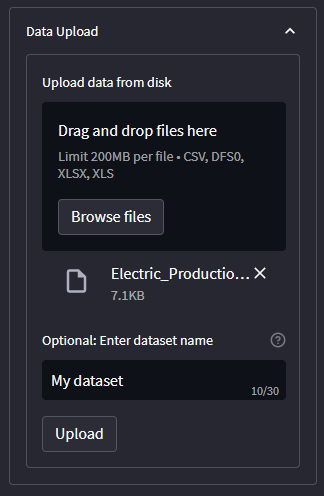 Data Upload
Upload data from disk
Drag and drop files here
Limit 200MB per file • CSV, DFS0,
XLSX, XLS
Browse files
Electric_Productio...
7.1KB
Optional: Enter dataset name
My dataset
10/30
Upload